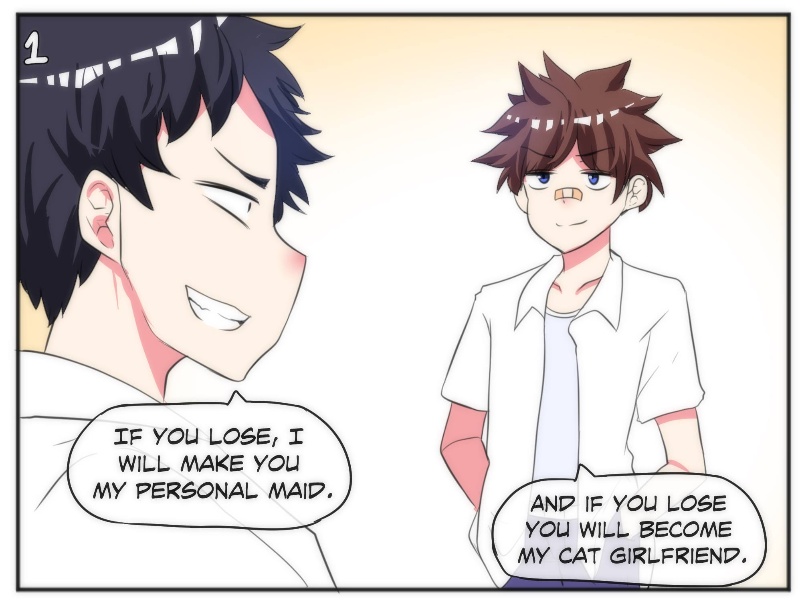 1
IF YOU LOSE, I
WILL MAKE YOU
MY PERSONAL MAID.
AND IF YOU LOSE
YOU WILL BECOME
MY CAT GIRLFRIEND.